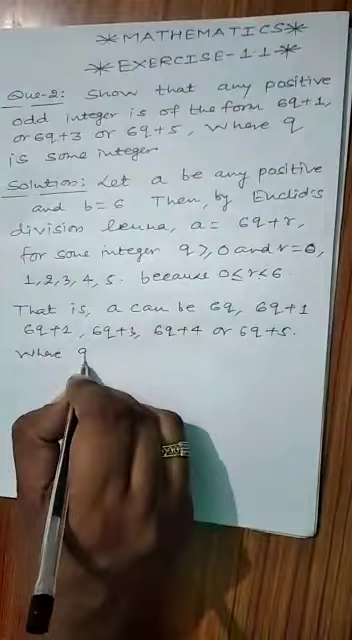 *MATHEMATICS*
*EXERCISE-1.1*
Que-2: Show that any positive
odd integer is of the form 6q+1,
or 6q+3 or 6q+5, where q
is some integer
Solution: Let a be any positive
and b=6 Then, by Euclid's
division lemma, a= 6q+r,
for some integer q≥0 and r=0,
1,2,3,4,5. because 0≤r<6.
That is, a can be 6q, 6q+1
6q+2, 6q+3, 6q+4 or 6q+5.
Where q